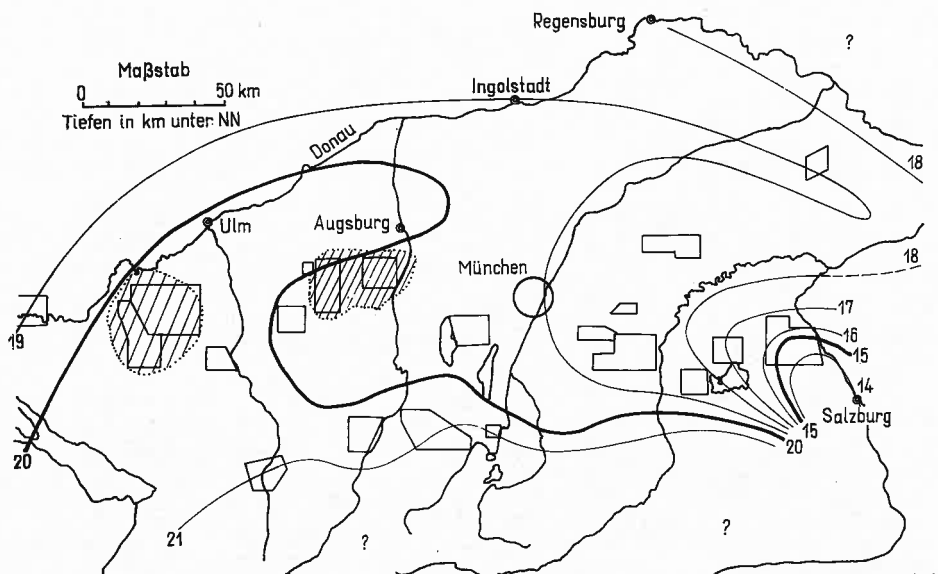 Regensburg
?
Maßstab
0 50 km
Tiefen in km unter NN
Ingolstadt
Donau
18
Ulm
Augsburg
München
18
17
16
15
14
Salzburg
19
15
20
20
21
?
?